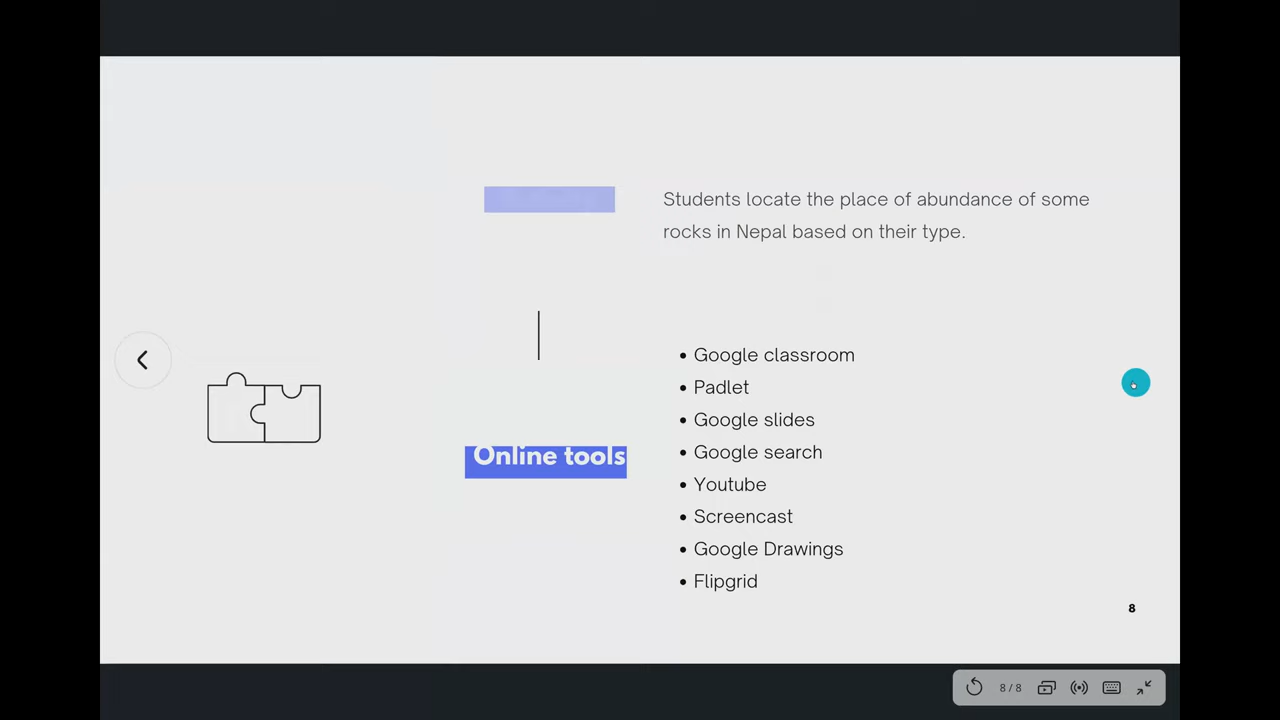 Students locate the place of abundance of some
rocks in Nepal based on their type.
Online tools
• Google classroom
• Padlet
• Google slides
• Google search
• Youtube
• Screencast
• Google Drawings
• Flipgrid
8
8 / 8